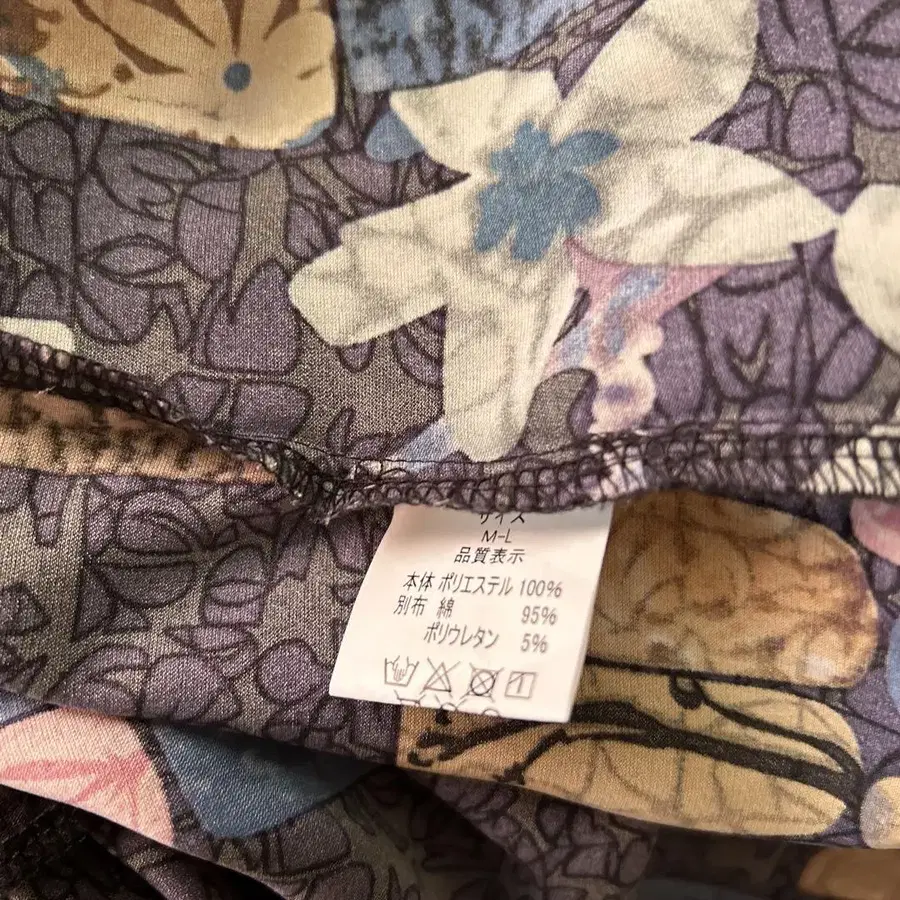 サイズ
M-L
品質表示
本体 ポリエステル 100%
別布 綿 95%
ポリウレタン 5%